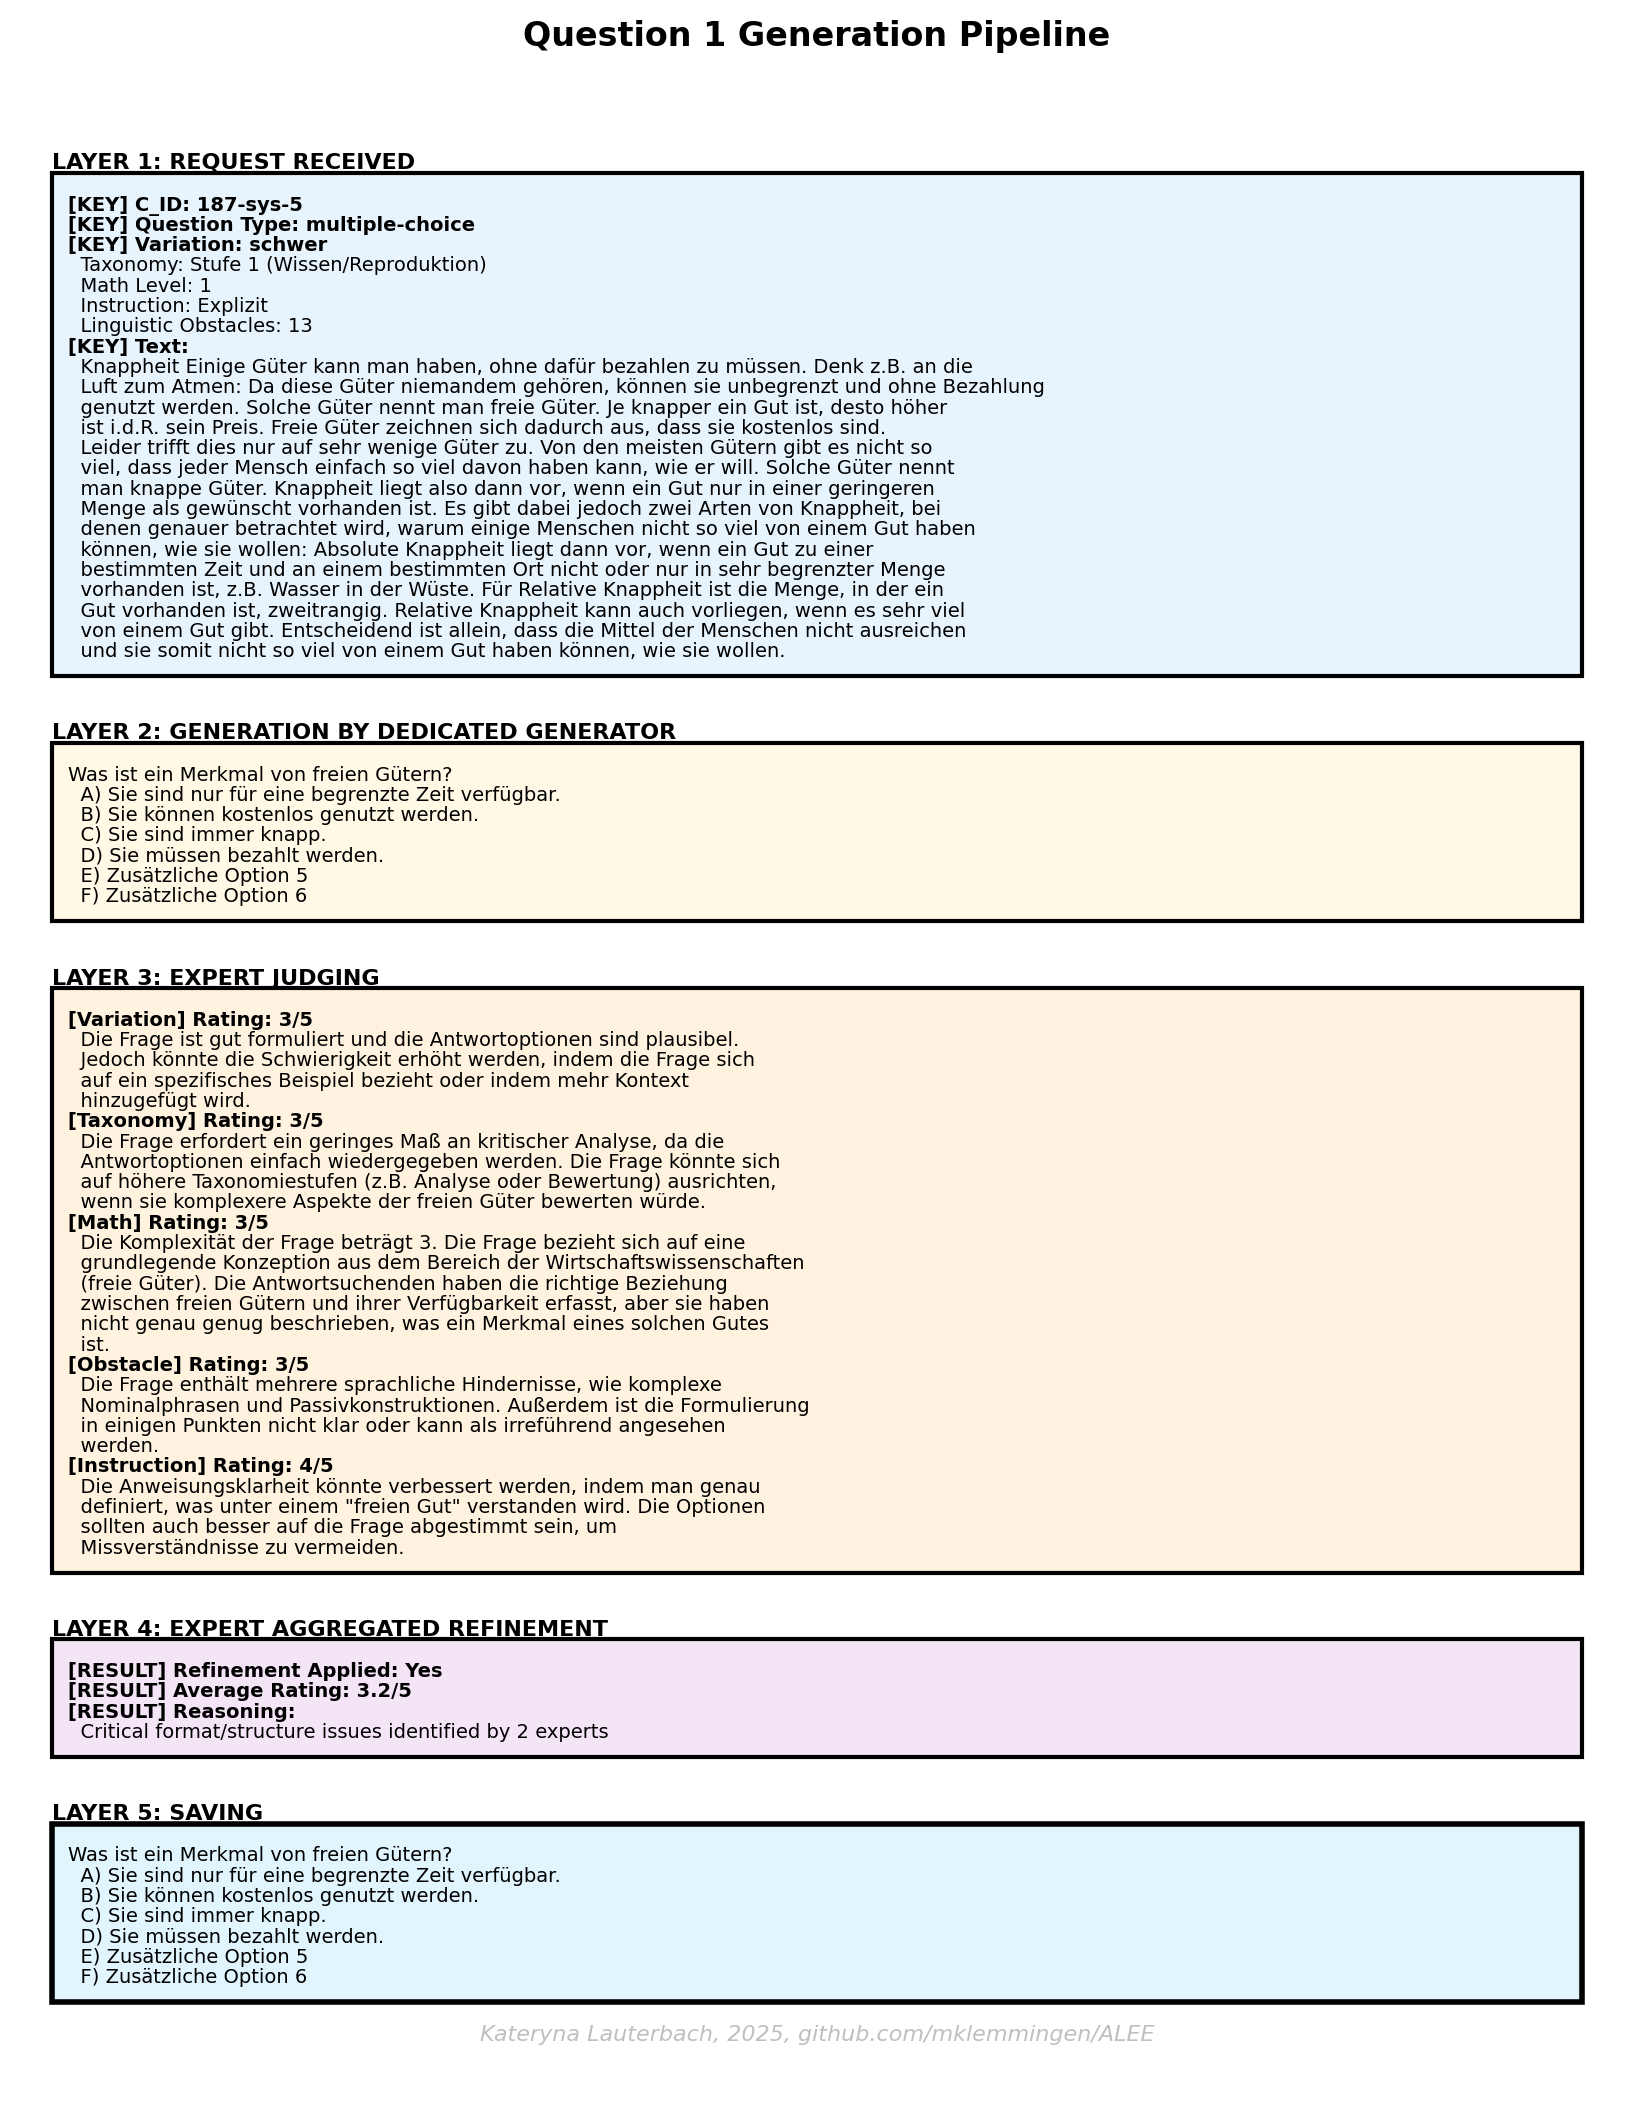 Question 1 Generation Pipeline
LAYER 1: REQUEST RECEIVED
[KEY] C_ID: 187-sys-5
[KEY] Question Type: multiple-choice
[KEY] Variation: schwer
Taxonomy: Stufe 1 (Wissen/Reproduktion)
Math Level: 1
Instruction: Explizit
Linguistic Obstacles: 13
[KEY] Text:
Knappheit Einige Güter kann man haben, ohne dafür bezahlen zu müssen. Denk z.B. an die
Luft zum Atmen: Da diese Güter niemandem gehören, können sie unbegrenzt und ohne Bezahlung
genutzt werden. Solche Güter nennt man freie Güter. Je knapper ein Gut ist, desto höher
ist i.d.R. sein Preis. Freie Güter zeichnen sich dadurch aus, dass sie kostenlos sind.
Leider trifft dies nur auf sehr wenige Güter zu. Von den meisten Gütern gibt es nicht so
viel, dass jeder Mensch einfach so viel davon haben kann, wie er will. Solche Güter nennt
man knappe Güter. Knappheit liegt also dann vor, wenn ein Gut nur in einer geringeren
Menge als gewünscht vorhanden ist. Es gibt dabei jedoch zwei Arten von Knappheit, bei
denen genauer betrachtet wird, warum einige Menschen nicht so viel von einem Gut haben
können, wie sie wollen: Absolute Knappheit liegt dann vor, wenn ein Gut zu einer
bestimmten Zeit und an einem bestimmten Ort nicht oder nur in sehr begrenzter Menge
vorhanden ist, z.B. Wasser in der Wüste. Für Relative Knappheit ist die Menge, in der ein
Gut vorhanden ist, zweitrangig. Relative Knappheit kann auch vorliegen, wenn es sehr viel
von einem Gut gibt. Entscheidend ist allein, dass die Mittel der Menschen nicht ausreichen
und sie somit nicht so viel von einem Gut haben können, wie sie wollen.
LAYER 2: GENERATION BY DEDICATED GENERATOR
Was ist ein Merkmal von freien Gütern?
A) Sie sind nur für eine begrenzte Zeit verfügbar.
B) Sie können kostenlos genutzt werden.
C) Sie sind immer knapp.
D) Sie müssen bezahlt werden.
E) Zusätzliche Option 5
F) Zusätzliche Option 6
LAYER 3: EXPERT JUDGING
[Variation] Rating: 3/5
Die Frage ist gut formuliert und die Antwortoptionen sind plausibel.
Jedoch könnte die Schwierigkeit erhöht werden, indem die Frage sich
auf ein spezifisches Beispiel bezieht oder indem mehr Kontext
hinzugefügt wird.
[Taxonomy] Rating: 3/5
Die Frage erfordert ein geringes Maß an kritischer Analyse, da die
Antwortoptionen einfach wiedergegeben werden. Die Frage könnte sich
auf höhere Taxonomiestufen (z.B. Analyse oder Bewertung) ausrichten,
wenn sie komplexere Aspekte der freien Güter bewerten würde.
[Math] Rating: 3/5
Die Komplexität der Frage beträgt 3. Die Frage bezieht sich auf eine
grundlegende Konzeption aus dem Bereich der Wirtschaftswissenschaften
(freie Güter). Die Antwortsuchenden haben die richtige Beziehung
zwischen freien Gütern und ihrer Verfügbarkeit erfasst, aber sie haben
nicht genau genug beschrieben, was ein Merkmal eines solchen Gutes
ist.
[Obstacle] Rating: 3/5
Die Frage enthält mehrere sprachliche Hindernisse, wie komplexe
Nominalphrasen und Passivkonstruktionen. Außerdem ist die Formulierung
in einigen Punkten nicht klar oder kann als irreführend angesehen
werden.
[Instruction] Rating: 4/5
Die Anweisungsklarheit könnte verbessert werden, indem man genau
definiert, was unter einem "freien Gut" verstanden wird. Die Optionen
sollten auch besser auf die Frage abgestimmt sein, um
Missverständnisse zu vermeiden.
LAYER 4: EXPERT AGGREGATED REFINEMENT
[RESULT] Refinement Applied: Yes
[RESULT] Average Rating: 3.2/5
[RESULT] Reasoning:
Critical format/structure issues identified by 2 experts
LAYER 5: SAVING
Was ist ein Merkmal von freien Gütern?
A) Sie sind nur für eine begrenzte Zeit verfügbar.
B) Sie können kostenlos genutzt werden.
C) Sie sind immer knapp.
D) Sie müssen bezahlt werden.
E) Zusätzliche Option 5
F) Zusätzliche Option 6
Kateryna Lauterbach, 2025, github.com/mklemmingen/ALEE